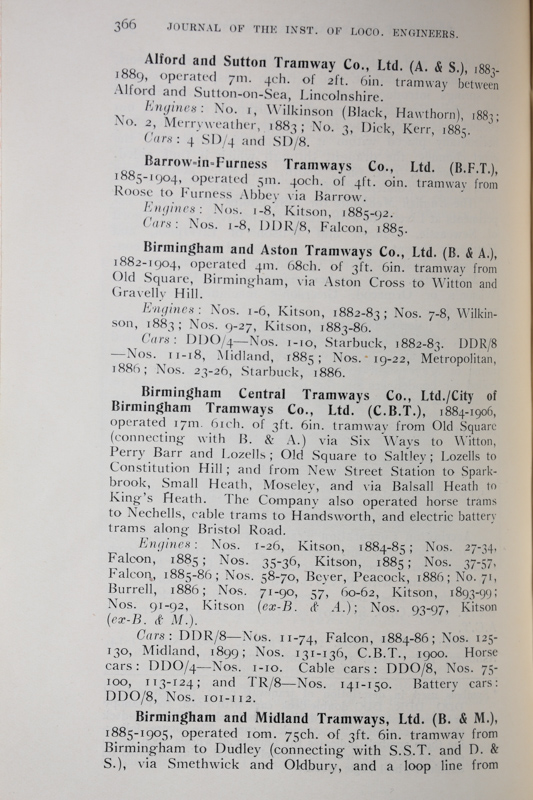 366 JOURNAL OF THE INST. OF LOCO. ENGINEERS.
Alford and Sutton Tramway Co., Ltd. (A. & S.), 1883-
1889, operated 7m. 4ch. of 2ft. 6in. tramway between
Alford and Sutton-on-Sea, Lincolnshire.
Engines: No. 1, Wilkinson (Black, Hawthorn), 1883;
No. 2, Merryweather, 1883; No. 3, Dick, Kerr, 1885.
Cars: 4 SD/4 and SD/8.
Barrow-in-Furness Tramways Co., Ltd. (B.F.T.),
1885-1904, operated 5m. 40ch. of 4ft. 0in. tramway from
Roose to Furness Abbey via Barrow.
Engines: Nos. 1-8, Kitson, 1885-92.
Cars: Nos. 1-8, DDR/8, Falcon, 1885.
Birmingham and Aston Tramways Co., Ltd. (B. & A.),
1882-1904, operated 4m. 68ch. of 3ft. 6in. tramway from
Old Square, Birmingham, via Aston Cross to Witton and
Gravelly Hill.
Engines: Nos. 1-6, Kitson, 1882-83; Nos. 7-8, Wilkin-
son, 1883; Nos. 9-27, Kitson, 1883-86.
Cars: DDO/4—Nos. 1-10, Starbuck, 1882-83. DDR/8
—Nos. 11-18, Midland, 1885; Nos. 19-22, Metropolitan,
1886; Nos. 23-26, Starbuck, 1886.
Birmingham Central Tramways Co., Ltd./City of
Birmingham Tramways Co., Ltd. (C.B.T.), 1884-1906,
operated 17m. 61ch. of 3ft. 6in. tramway from Old Square
(connecting with B. & A.) via Six Ways to Witton,
Perry Barr and Lozells; Old Square to Saltley; Lozells to
Constitution Hill; and from New Street Station to Spark-
brook, Small Heath, Moseley, and via Balsall Heath to
King's Heath. The Company also operated horse trams
to Nechells, cable trams to Handsworth, and electric battery
trams along Bristol Road.
Engines: Nos. 1-26, Kitson, 1884-85; Nos. 27-34,
Falcon, 1885; Nos. 35-36, Kitson, 1885; Nos. 37-57,
Falcon, 1885-86; Nos. 58-70, Beyer, Peacock, 1886; No. 71,
Burrell, 1886; Nos. 71-90, 57, 60-62, Kitson, 1893-99;
Nos. 91-92, Kitson (ex-B. & A.); Nos. 93-97, Kitson
(ex-B. & M.).
Cars: DDR/8—Nos. 11-74, Falcon, 1884-86; Nos. 125-
130, Midland, 1899; Nos. 131-136, C.B.T., 1900. Horse
cars: DDO/4—Nos. 1-10. Cable cars: DDO/8, Nos. 75-
100, 113-124; and TR/8—Nos. 141-150. Battery cars:
DDO/8, Nos. 101-112.
Birmingham and Midland Tramways, Ltd. (B. & M.),
1885-1905, operated 10m. 75ch. of 3ft. 6in. tramway from
Birmingham to Dudley (connecting with S.S.T. and D. &
S.), via Smethwick and Oldbury, and a loop line from